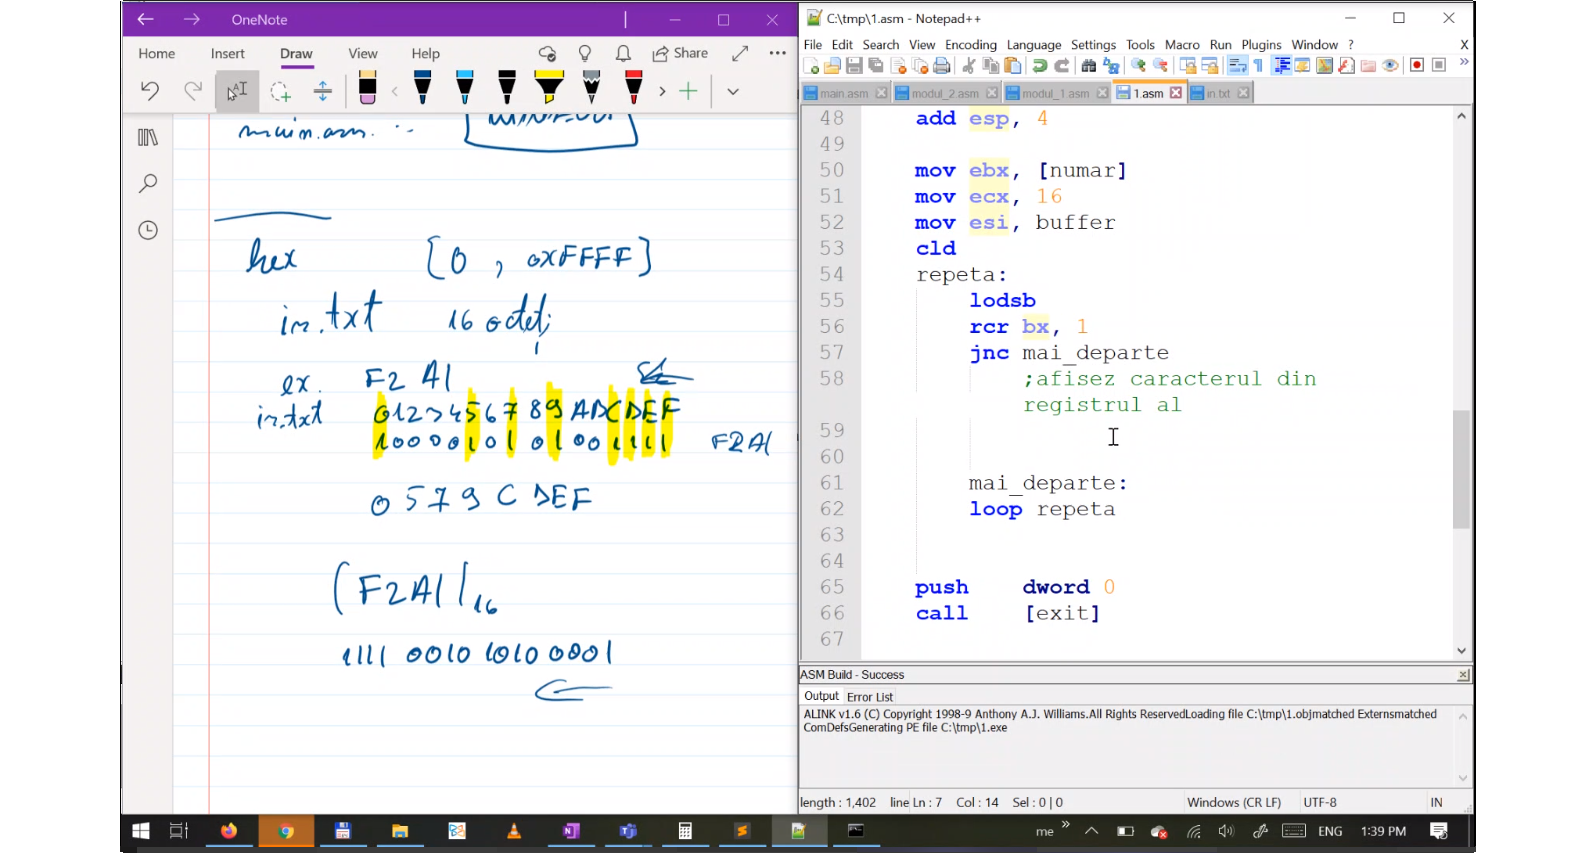 OneNote
Home Insert Draw View Help Share
main.asm.
hex [0 , 0xFFFF]
in.txt 16 octeți
ex. F2 A1
in.txt 0123456789ABCDEF
1000010101001111 F2A1
0 5 7 9 C DEF
(F2A1)16
1111 0010 1010 0001
C:\tmp\1.asm - Notepad++
File Edit Search View Encoding Language Settings Tools Macro Run Plugins Window ? X
main.asm modul_2.asm modul_1.asm 1.asm in.txt
48 add esp, 4
49
50 mov ebx, [numar]
51 mov ecx, 16
52 mov esi, buffer
53 cld
54 repeta:
55 lodsb
56 rcr bx, 1
57 jnc mai_departe
58 ;afisez caracterul din
registrul al
59
60
61 mai_departe:
62 loop repeta
63
64
65 push dword 0
66 call [exit]
67
ASM Build - Success
Output Error List
ALINK v1.6 (C) Copyright 1998-9 Anthony A.J. Williams.All Rights ReservedLoading file C:\tmp\1.objmatched Externsmatched
ComDefsGenerating PE file C:\tmp\1.exe
length : 1,402 line Ln : 7 Col : 14 Sel : 0 | 0 Windows (CR LF) UTF-8 IN
me ENG 1:39 PM